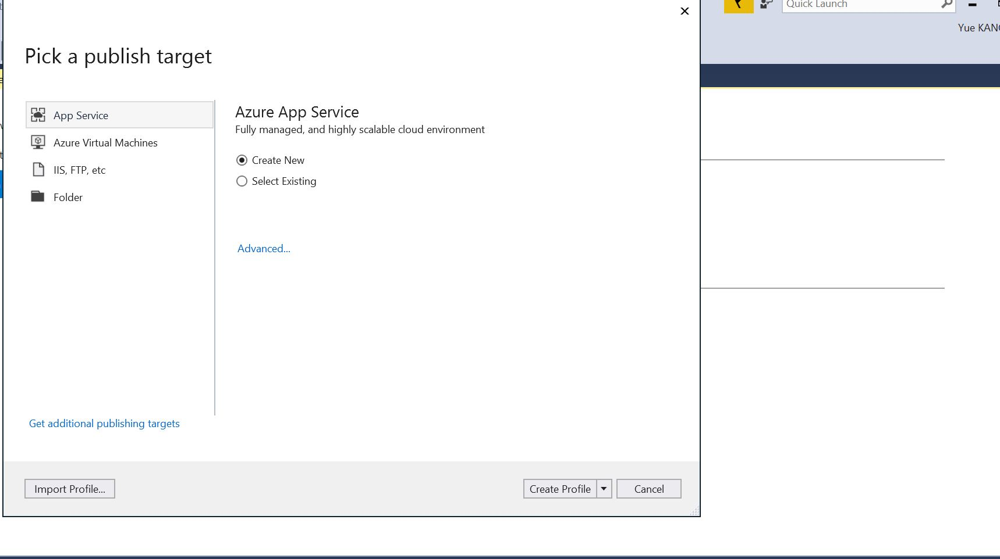 Quick Launch
Pick a publish target
App Service
Azure Virtual Machines
IIS, FTP, etc
Folder
Get additional publishing targets
Azure App Service
Fully managed, and highly scalable cloud environment
Create New
Select Existing
Advanced...
Import Profile...
Create Profile
Cancel
Yue